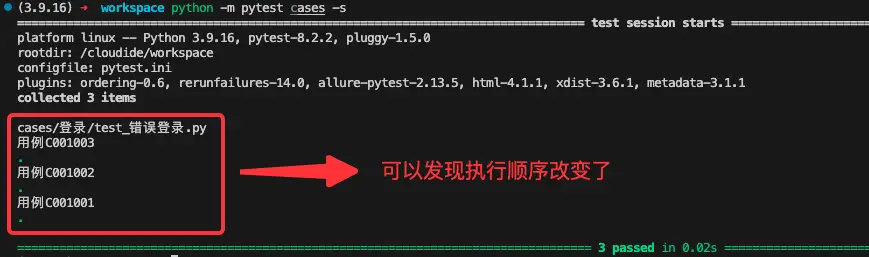 (3.9.16) → workspace python -m pytest cases -s
test session starts
platform linux -- Python 3.9.16, pytest-8.2.2, pluggy-1.5.0
rootdir: /cloudide/workspace
configfile: pytest.ini
plugins: ordering-0.6, rerunfailures-14.0, allure-pytest-2.13.5, html-4.1.1, xdist-3.6.1, metadata-3.1.1
collected 3 items
cases/登录/test_错误登录.py
用例C001003
.
用例C001002
.
用例C001001
.
可以发现执行顺序改变了
3 passed in 0.02s